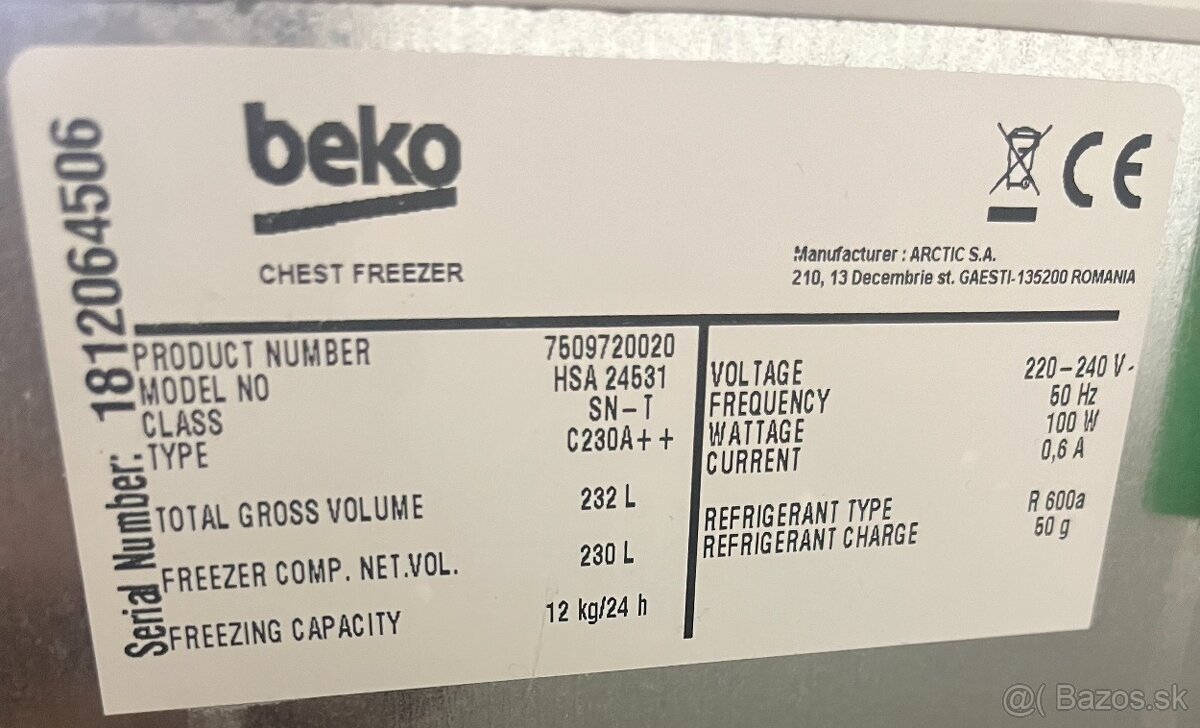 beko
CHEST FREEZER
CE
Manufacturer : ARCTIC S.A.
210, 13 Decembrie st. GAESTI-135200 ROMANIA
Serial Number: 1812064506
PRODUCT NUMBER 7509720020
MODEL NO HSA 24531
CLASS SN-T
TYPE C230A++
TOTAL GROSS VOLUME 232 L
FREEZER COMP. NET.VOL. 230 L
FREEZING CAPACITY 12 kg/24 h
VOLTAGE 220-240 V-
FREQUENCY 50 Hz
WATTAGE 100 W
CURRENT 0,6 A
REFRIGERANT TYPE R 600a
REFRIGERANT CHARGE 50 g
@( Bazos.sk